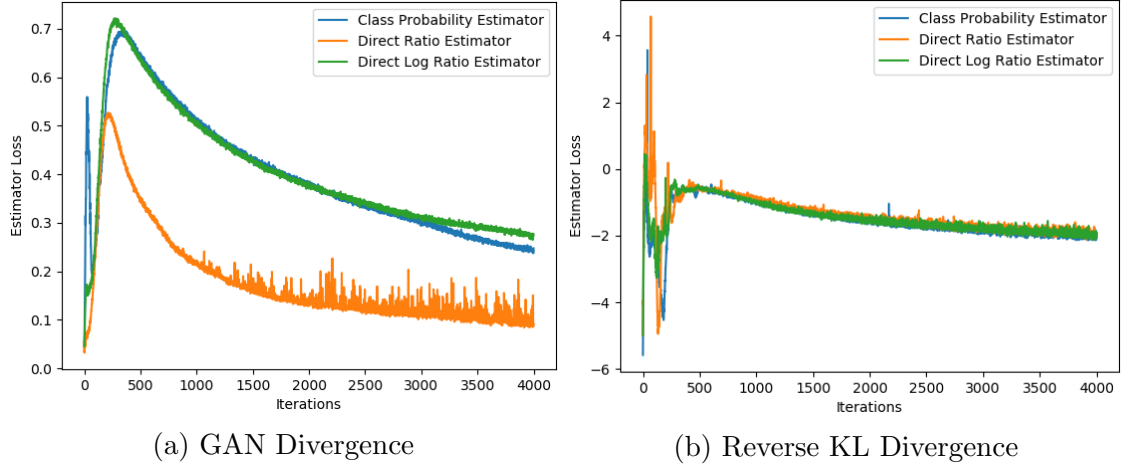 Class Probability Estimator
Direct Ratio Estimator
Direct Log Ratio Estimator
0.7
0.6
0.5
0.4
0.3
0.2
0.1
0.0
Estimator Loss
0
500
1000
1500
2000
2500
3000
3500
4000
Iterations
(a) GAN Divergence
Class Probability Estimator
Direct Ratio Estimator
Direct Log Ratio Estimator
4
2
0
−2
−4
−6
Estimator Loss
0
500
1000
1500
2000
2500
3000
3500
4000
Iterations
(b) Reverse KL Divergence